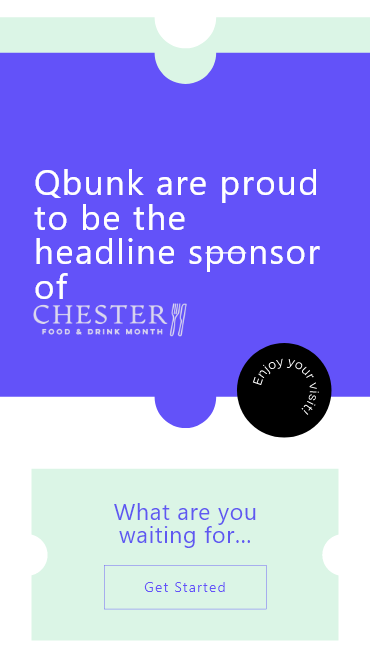 Qbunk are proud
to be the
headline sponsor
of
CHESTER
FOOD & DRINK MONTH
Enjoy your visit!
What are you
waiting for...
Get Started